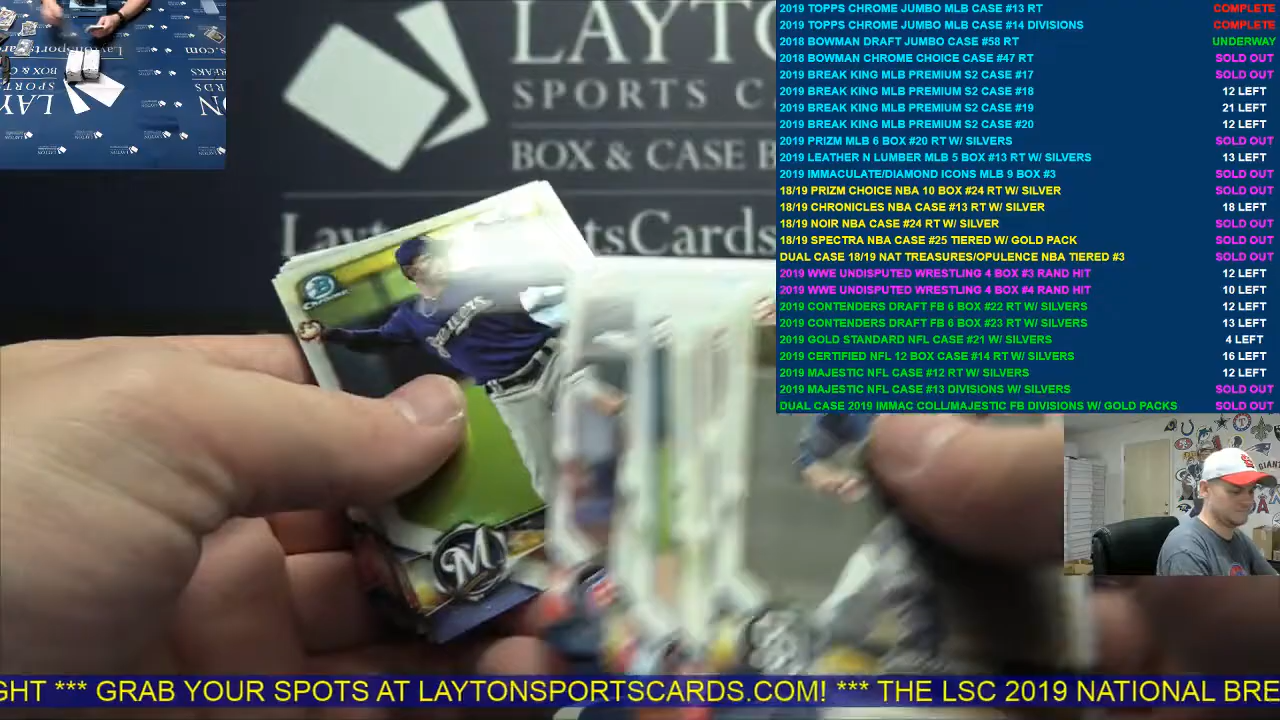 2019 TOPPS CHROME JUMBO MLB CASE #13 RT COMPLETE
2019 TOPPS CHROME JUMBO MLB CASE #14 DIVISIONS COMPLETE
2018 BOWMAN DRAFT JUMBO CASE #58 RT UNDERWAY
2018 BOWMAN CHROME CHOICE CASE #47 RT SOLD OUT
2019 BREAK KING MLB PREMIUM S2 CASE #17 SOLD OUT
2019 BREAK KING MLB PREMIUM S2 CASE #18 12 LEFT
2019 BREAK KING MLB PREMIUM S2 CASE #19 21 LEFT
2019 BREAK KING MLB PREMIUM S2 CASE #20 12 LEFT
2019 PRIZM MLB 6 BOX #20 RT W/ SILVERS SOLD OUT
2019 LEATHER N LUMBER MLB 5 BOX #13 RT W/ SILVERS 13 LEFT
2019 IMMACULATE/DIAMOND ICONS MLB 9 BOX #3 SOLD OUT
18/19 PRIZM CHOICE NBA 10 BOX #24 RT W/ SILVER SOLD OUT
18/19 CHRONICLES NBA CASE #13 RT W/ SILVER 18 LEFT
18/19 NOIR NBA CASE #24 RT W/ SILVER SOLD OUT
18/19 SPECTRA NBA CASE #25 TIERED W/ GOLD PACK SOLD OUT
DUAL CASE 18/19 NAT TREASURES/OPULENCE NBA TIERED #3 SOLD OUT
2019 WWE UNDISPUTED WRESTLING 4 BOX #3 RAND HIT 12 LEFT
2019 WWE UNDISPUTED WRESTLING 4 BOX #4 RAND HIT 10 LEFT
2019 CONTENDERS DRAFT FB 6 BOX #22 RT W/ SILVERS 12 LEFT
2019 CONTENDERS DRAFT FB 6 BOX #23 RT W/ SILVERS 13 LEFT
2019 GOLD STANDARD NFL CASE #21 W/ SILVERS 4 LEFT
2019 CERTIFIED NFL 12 BOX CASE #14 RT W/ SILVERS 16 LEFT
2019 MAJESTIC NFL CASE #12 RT W/ SILVERS 12 LEFT
2019 MAJESTIC NFL CASE #13 DIVISIONS W/ SILVERS SOLD OUT
DUAL CASE 2019 IMMAC COLL/MAJESTIC FB DIVISIONS W/ GOLD PACKS SOLD OUT
LAYTO
SPORTS CA
BOX & CASE B
Lay tsSportsCards
GHT *** GRAB YOUR SPOTS AT LAYTONSPORTSCARDS.COM! *** THE LSC 2019 NATIONAL BRE